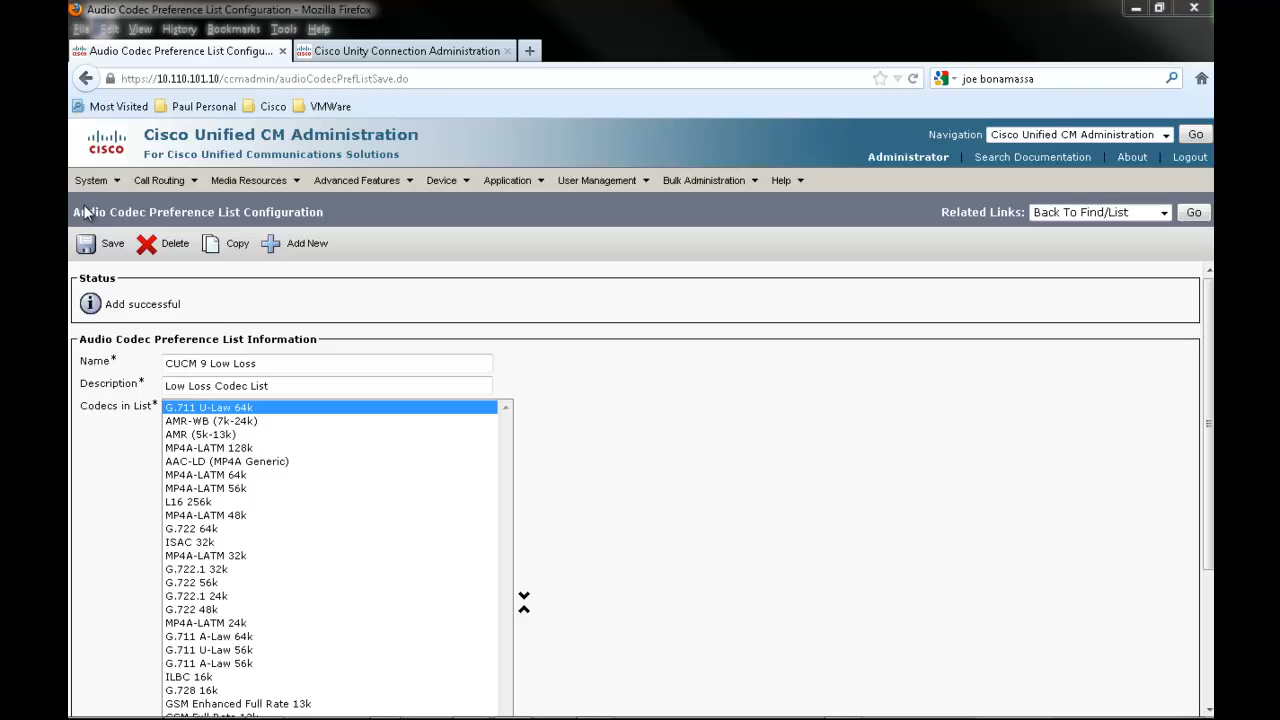 Audio Codec Preference List Configuration - Mozilla Firefox
File Edit View History Bookmarks Tools Help
Audio Codec Preference List Configu... Cisco Unity Connection Administration
https://10.110.101.10/ccmadmin/audioCodecPrefListSave.do joe bonamassa
Most Visited Paul Personal Cisco VMWare
CISCO
Cisco Unified CM Administration
For Cisco Unified Communications Solutions
Navigation Cisco Unified CM Administration Go
Administrator Search Documentation About Logout
System Call Routing Media Resources Advanced Features Device Application User Management Bulk Administration Help
Audio Codec Preference List Configuration Related Links: Back To Find/List Go
Save Delete Copy Add New
Status
Add successful
Audio Codec Preference List Information
Name* CUCM 9 Low Loss
Description* Low Loss Codec List
Codecs in List* G.711 U-Law 64k
AMR-WB (7k-24k)
AMR (5k-13k)
MP4A-LATM 128k
AAC-LD (MP4A Generic)
MP4A-LATM 64k
MP4A-LATM 56k
L16 256k
MP4A-LATM 48k
G.722 64k
ISAC 32k
MP4A-LATM 32k
G.722.1 32k
G.722 56k
G.722.1 24k
G.722 48k
MP4A-LATM 24k
G.711 A-Law 64k
G.711 U-Law 56k
G.711 A-Law 56k
ILBC 16k
G.728 16k
GSM Enhanced Full Rate 13k
GSM Full Rate 13k